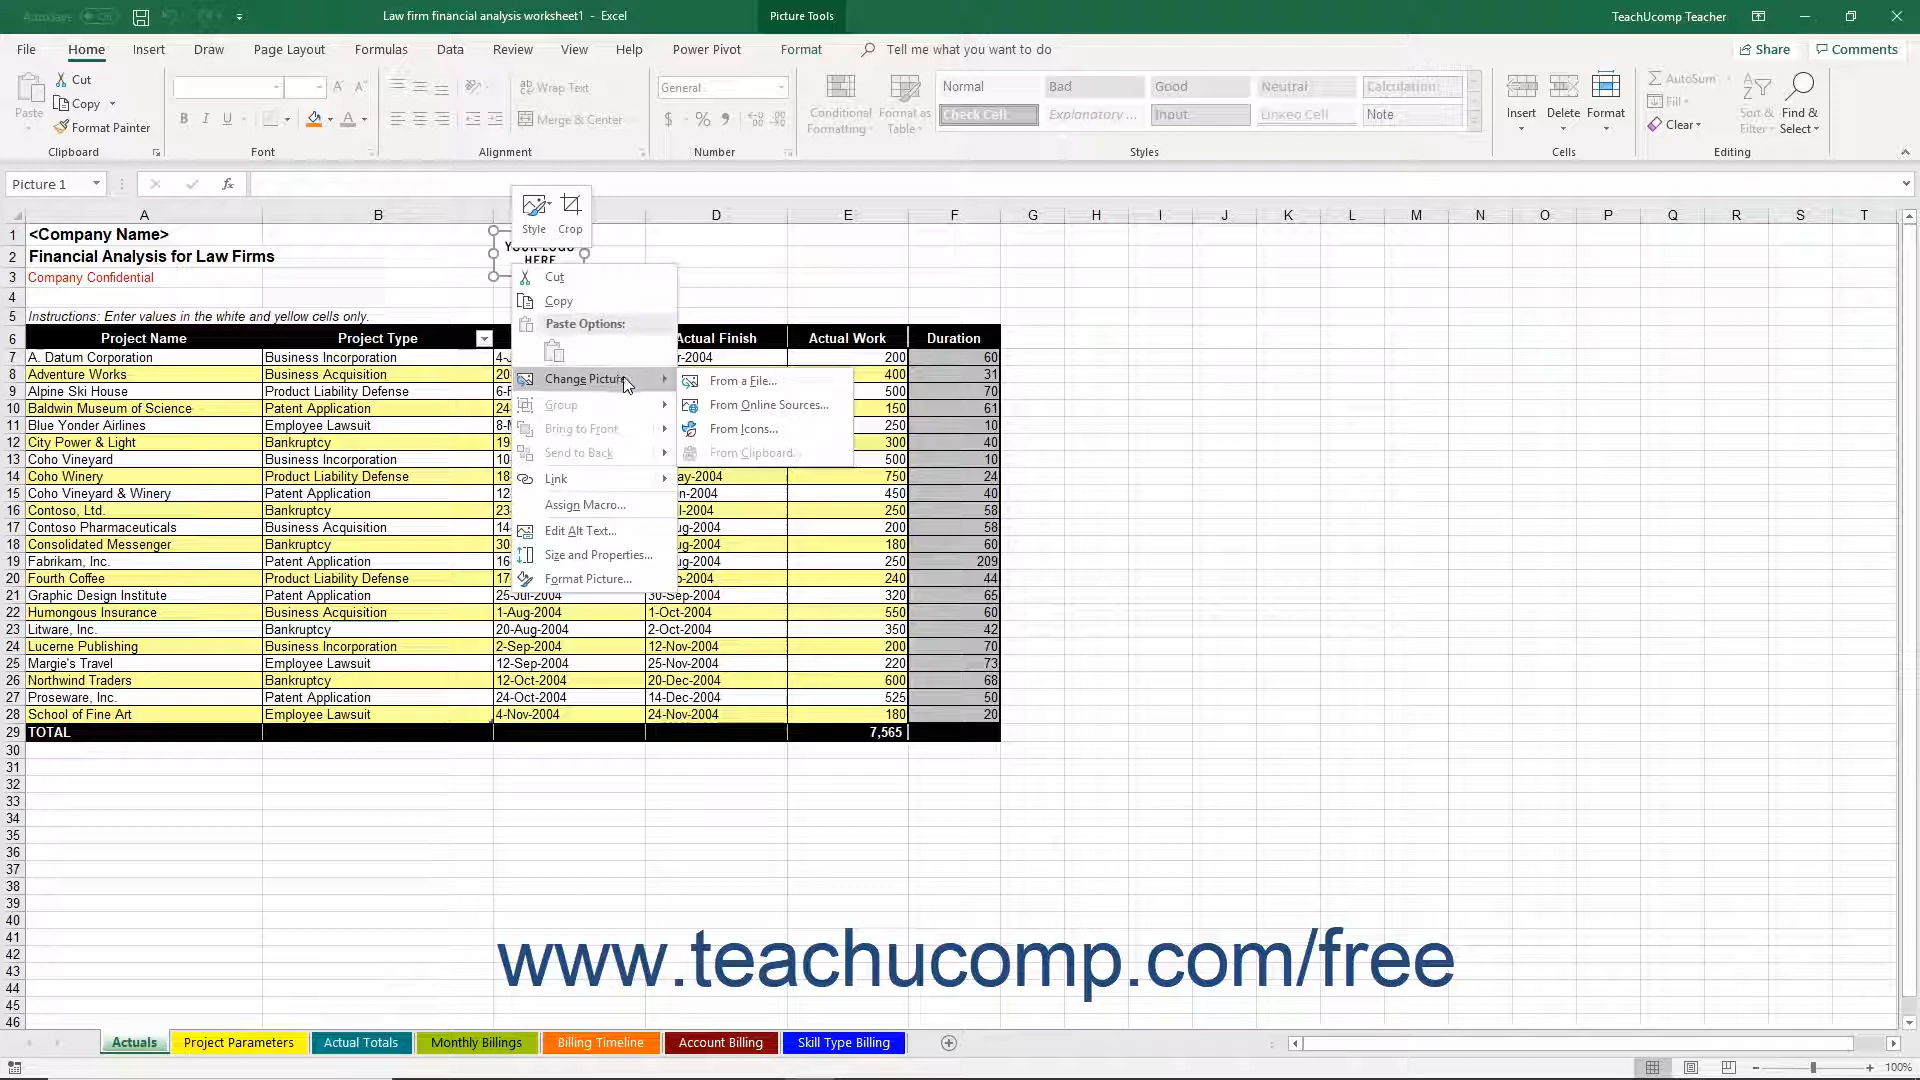 AutoSave Off Law firm financial analysis worksheet1 - Excel Picture Tools TeachUcomp Teacher
File Home Insert Draw Page Layout Formulas Data Review View Help Power Pivot Format Tell me what you want to do Share Comments
Paste Cut Copy Format Painter
Clipboard
B I U A
Font
Wrap Text
Merge & Center
Alignment
General
$ % ,
Number
Conditional Formatting Format as Table
Normal Bad Good Neutral Calculation
Check Cell Explanatory ... Input Linked Cell Note
Styles
Insert Delete Format
Cells
AutoSum Fill Clear Sort & Filter Find & Select
Editing
Picture 1 fx
Style Crop
A B D E F G H I J K L M N O P Q R S T
1 <Company Name>
YOUR LOGO
HERE
2 Financial Analysis for Law Firms
3 Company Confidential
4
5 Instructions: Enter values in the white and yellow cells only.
6 Project Name Project Type Actual Finish Actual Work Duration
7 A. Datum Corporation Business Incorporation 4-J r-2004 200 60
8 Adventure Works Business Acquisition 20 400 31
9 Alpine Ski House Product Liability Defense 6-F 500 70
10 Baldwin Museum of Science Patent Application 24 150 61
11 Blue Yonder Airlines Employee Lawsuit 8-M 250 10
12 City Power & Light Bankruptcy 19 300 40
13 Coho Vineyard Business Incorporation 10 500 10
14 Coho Winery Product Liability Defense 18 ay-2004 750 24
15 Coho Vineyard & Winery Patent Application 12 n-2004 450 40
16 Contoso, Ltd. Bankruptcy 23 l-2004 250 58
17 Contoso Pharmaceuticals Business Acquisition 14 ug-2004 200 58
18 Consolidated Messenger Bankruptcy 30 ug-2004 180 60
19 Fabrikam, Inc. Patent Application 16 ug-2004 250 209
20 Fourth Coffee Product Liability Defense 17 p-2004 240 44
21 Graphic Design Institute Patent Application 25-Jul-2004 30-Sep-2004 320 65
22 Humongous Insurance Business Acquisition 1-Aug-2004 1-Oct-2004 550 60
23 Litware, Inc. Bankruptcy 20-Aug-2004 2-Oct-2004 350 42
24 Lucerne Publishing Business Incorporation 2-Sep-2004 12-Nov-2004 200 70
25 Margie's Travel Employee Lawsuit 12-Sep-2004 25-Nov-2004 220 73
26 Northwind Traders Bankruptcy 12-Oct-2004 20-Dec-2004 600 68
27 Proseware, Inc. Patent Application 24-Oct-2004 14-Dec-2004 525 50
28 School of Fine Art Employee Lawsuit 4-Nov-2004 24-Nov-2004 180 20
29 TOTAL 7,565
30
31
32
33
34
35
36
37
38
39
40
41
42
43
44
45
46
Cut
Copy
Paste Options:
Change Picture
Group
Bring to Front
Send to Back
Link
Assign Macro...
Edit Alt Text...
Size and Properties...
Format Picture...
From a File...
From Online Sources...
From Icons...
From Clipboard...
www.teachucomp.com/free
Actuals Project Parameters Actual Totals Monthly Billings Billing Timeline Account Billing Skill Type Billing
100%